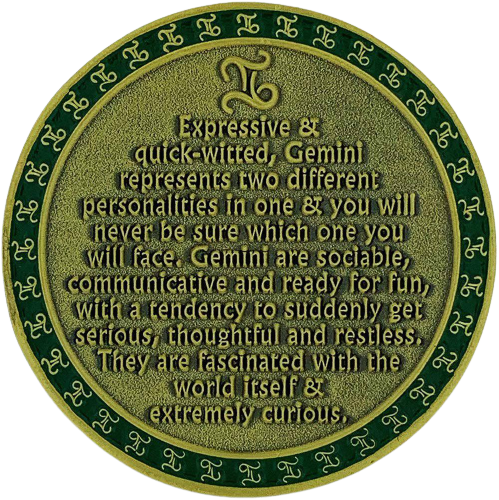 Expressive &
quick-witted, Gemini
represents two different
personalities in one & you will
never be sure which one you
will face. Gemini are sociable,
communicative and ready for fun,
with a tendency to suddenly get
serious, thoughtful and restless.
They are fascinated with the
world itself &
extremely curious.